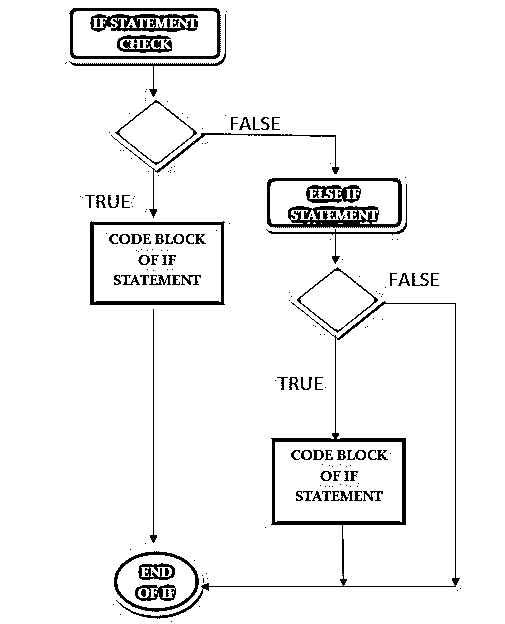 IF STATEMENT
CHECK
FALSE
TRUE
CODE BLOCK
OF IF
STATEMENT
ELSE IF
STATEMENT
FALSE
TRUE
CODE BLOCK
OF IF
STATEMENT
END
OF IF